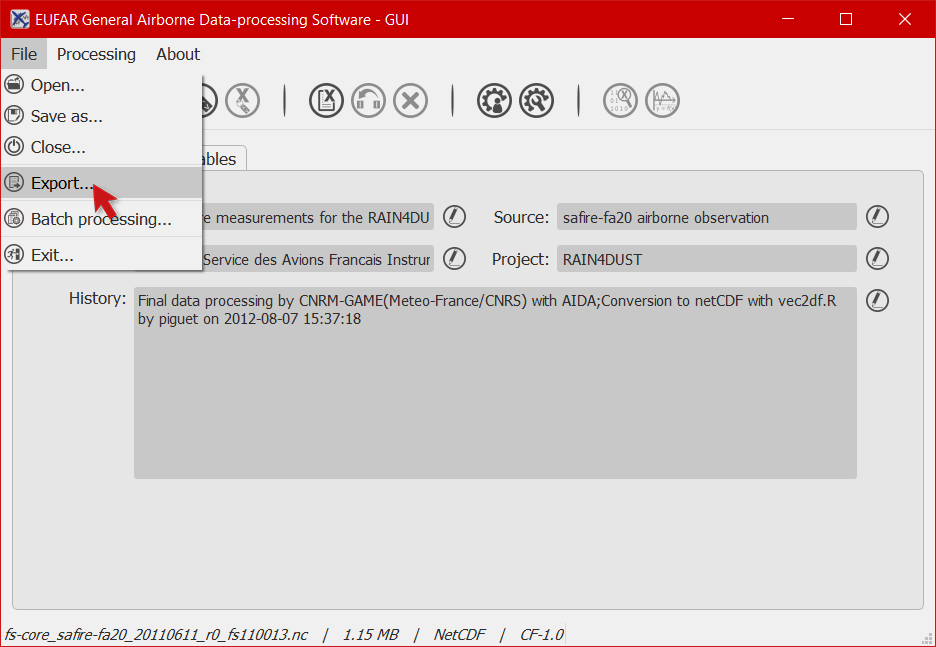 EUFAR General Airborne Data-processing Software - GUI
File Processing About
Open...
Save as...
Close...
Export...
Batch processing...
Exit...
measurements for the RAIN4DU
Source: safire-fa20 airborne observation
Service des Avions Francais Instrur
Project: RAIN4DUST
History: Final data processing by CNRM-GAME(Meteo-France/CNRS) with AIDA;Conversion to netCDF with vec2df.R
by piguet on 2012-08-07 15:37:18
fs-core_safire-fa20_20110611_r0_fs110013.nc | 1.15 MB | NetCDF | CF-1.0